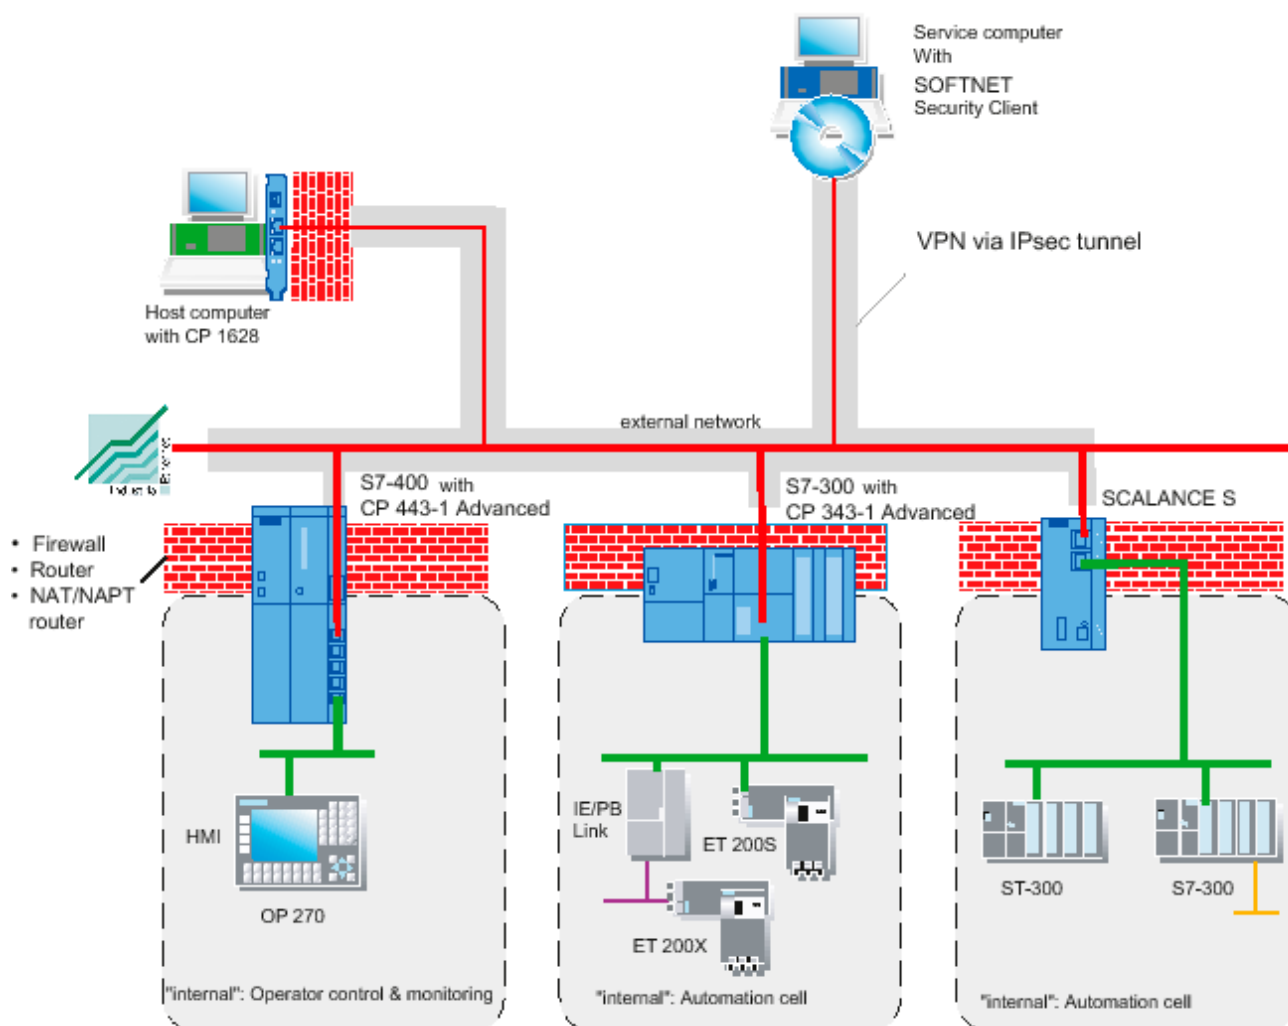 Service computer
With
SOFTNET
Security Client
VPN via IPsec tunnel
Host computer
with CP 1628
external network
Industrial
Ethernet
S7-400 with
CP 443-1 Advanced
S7-300 with
CP 343-1 Advanced
SCALANCE S
• Firewall
• Router
• NAT/NAPT
router
HMI
OP 270
IE/PB
Link
ET 200S
ET 200X
ST-300
S7-300
"internal": Operator control & monitoring
"internal": Automation cell
"internal": Automation cell